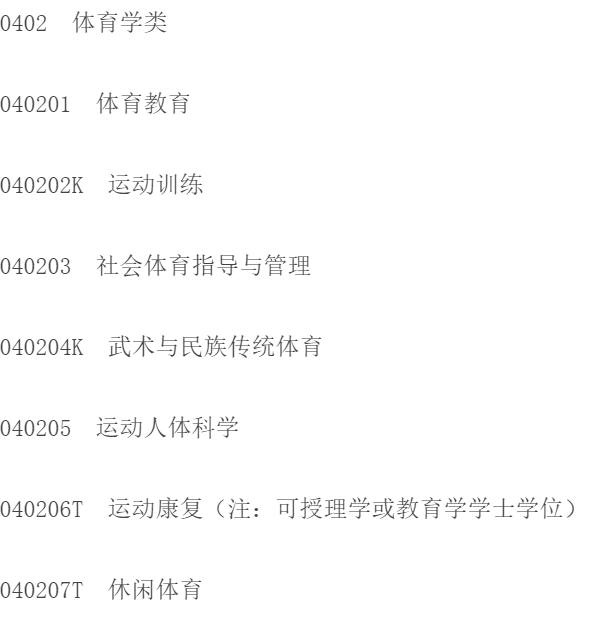 0402 体育学类
040201 体育教育
040202K 运动训练
040203 社会体育指导与管理
040204K 武术与民族传统体育
040205 运动人体科学
040206T 运动康复（注：可授理学或教育学学士学位）
040207T 休闲体育